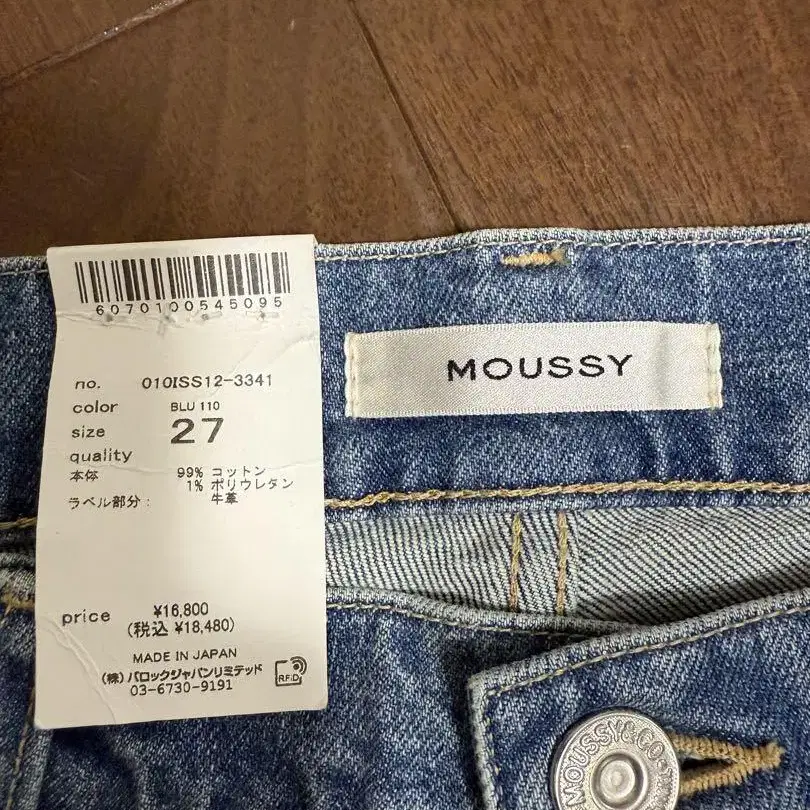 6070100545095
no. 010ISS12-3341
color BLU 110
size 27
quality
本体 99% コットン
1% ポリウレタン
ラベル部分: 牛革
price ¥16,800
(税込 ¥18,480)
MADE IN JAPAN
(株)バロックジャパンリミテッド
03-6730-9191
R.F.iD
MOUSSY
MOUSSY&CO